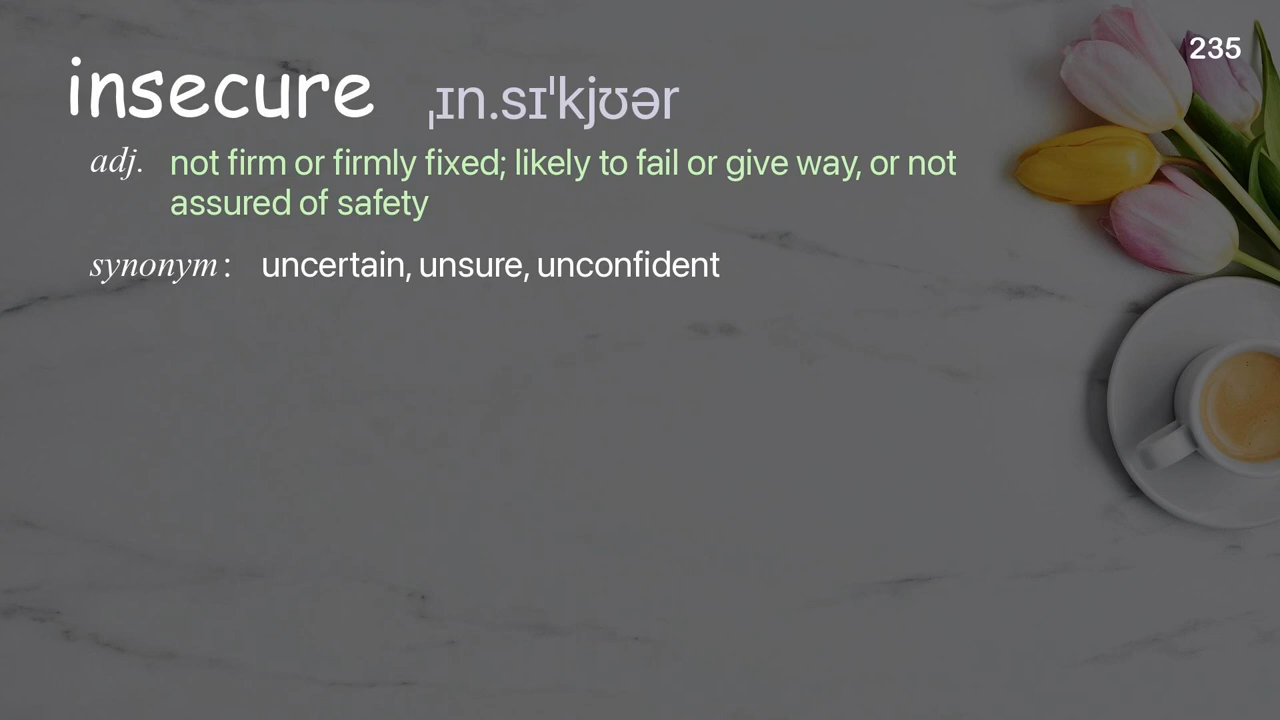 235
insecure ˌɪn.sɪˈkjʊər
adj. not firm or firmly fixed; likely to fail or give way, or not
assured of safety
synonym : uncertain, unsure, unconfident